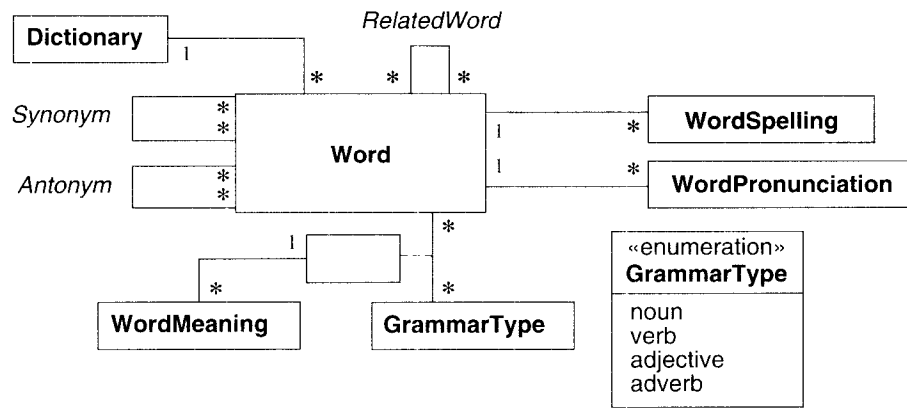 RelatedWord
Dictionary
1
*
*
*
Synonym
*
*
Word
1
*
WordSpelling
Antonym
*
*
1
*
WordPronunciation
*
1
*
*
WordMeaning
GrammarType
«enumeration»
GrammarType
noun
verb
adjective
adverb